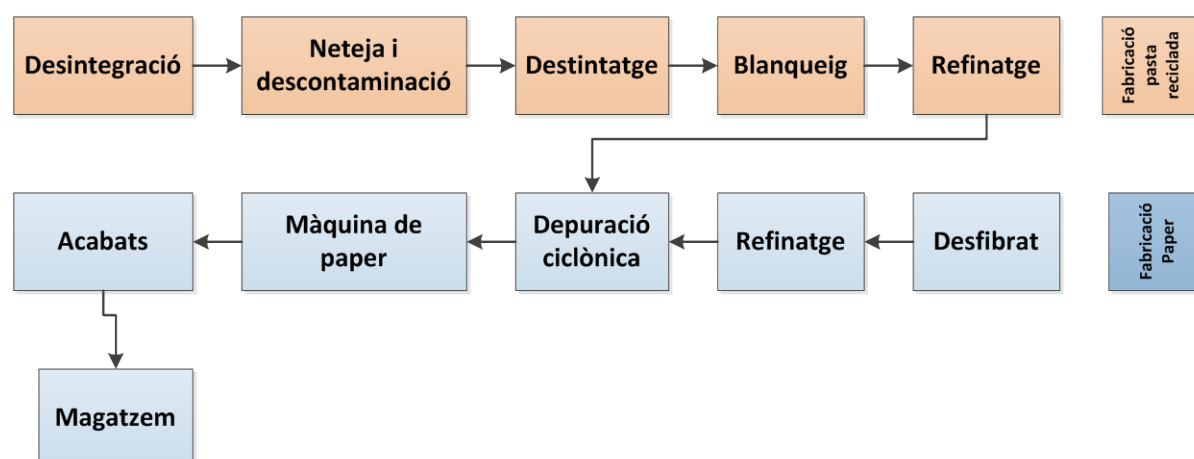 Desintegració
Neteja i
descontaminació
Destintatge
Blanqueig
Refinatge
Fabricació
pasta
reciclada
Acabats
Màquina de
paper
Depuració
ciclònica
Refinatge
Desfibrat
Fabricació
Paper
Magatzem